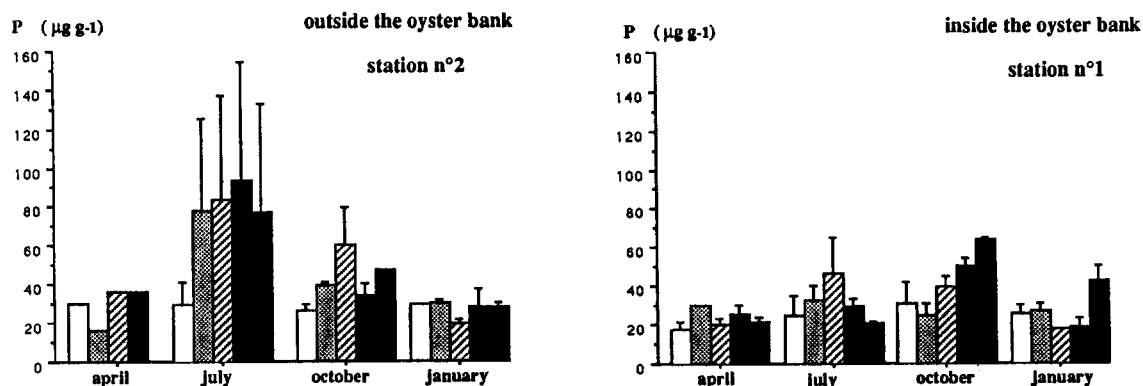 P (µg g-1)
outside the oyster bank
station n°2
160
140
120
100
80
60
40
20
0
april july october january
P (µg g-1)
inside the oyster bank
station n°1
160
140
120
100
80
60
40
20
0
april july october january